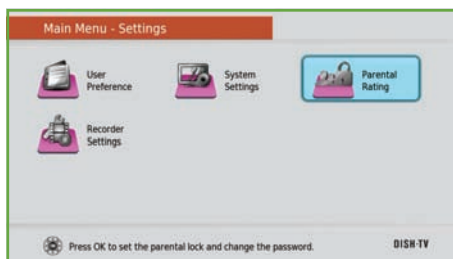 Main Menu - Settings
User
Preference
System
Settings
Parental
Rating
Recorder
Settings
Press OK to set the parental lock and change the password.
DISH-TV